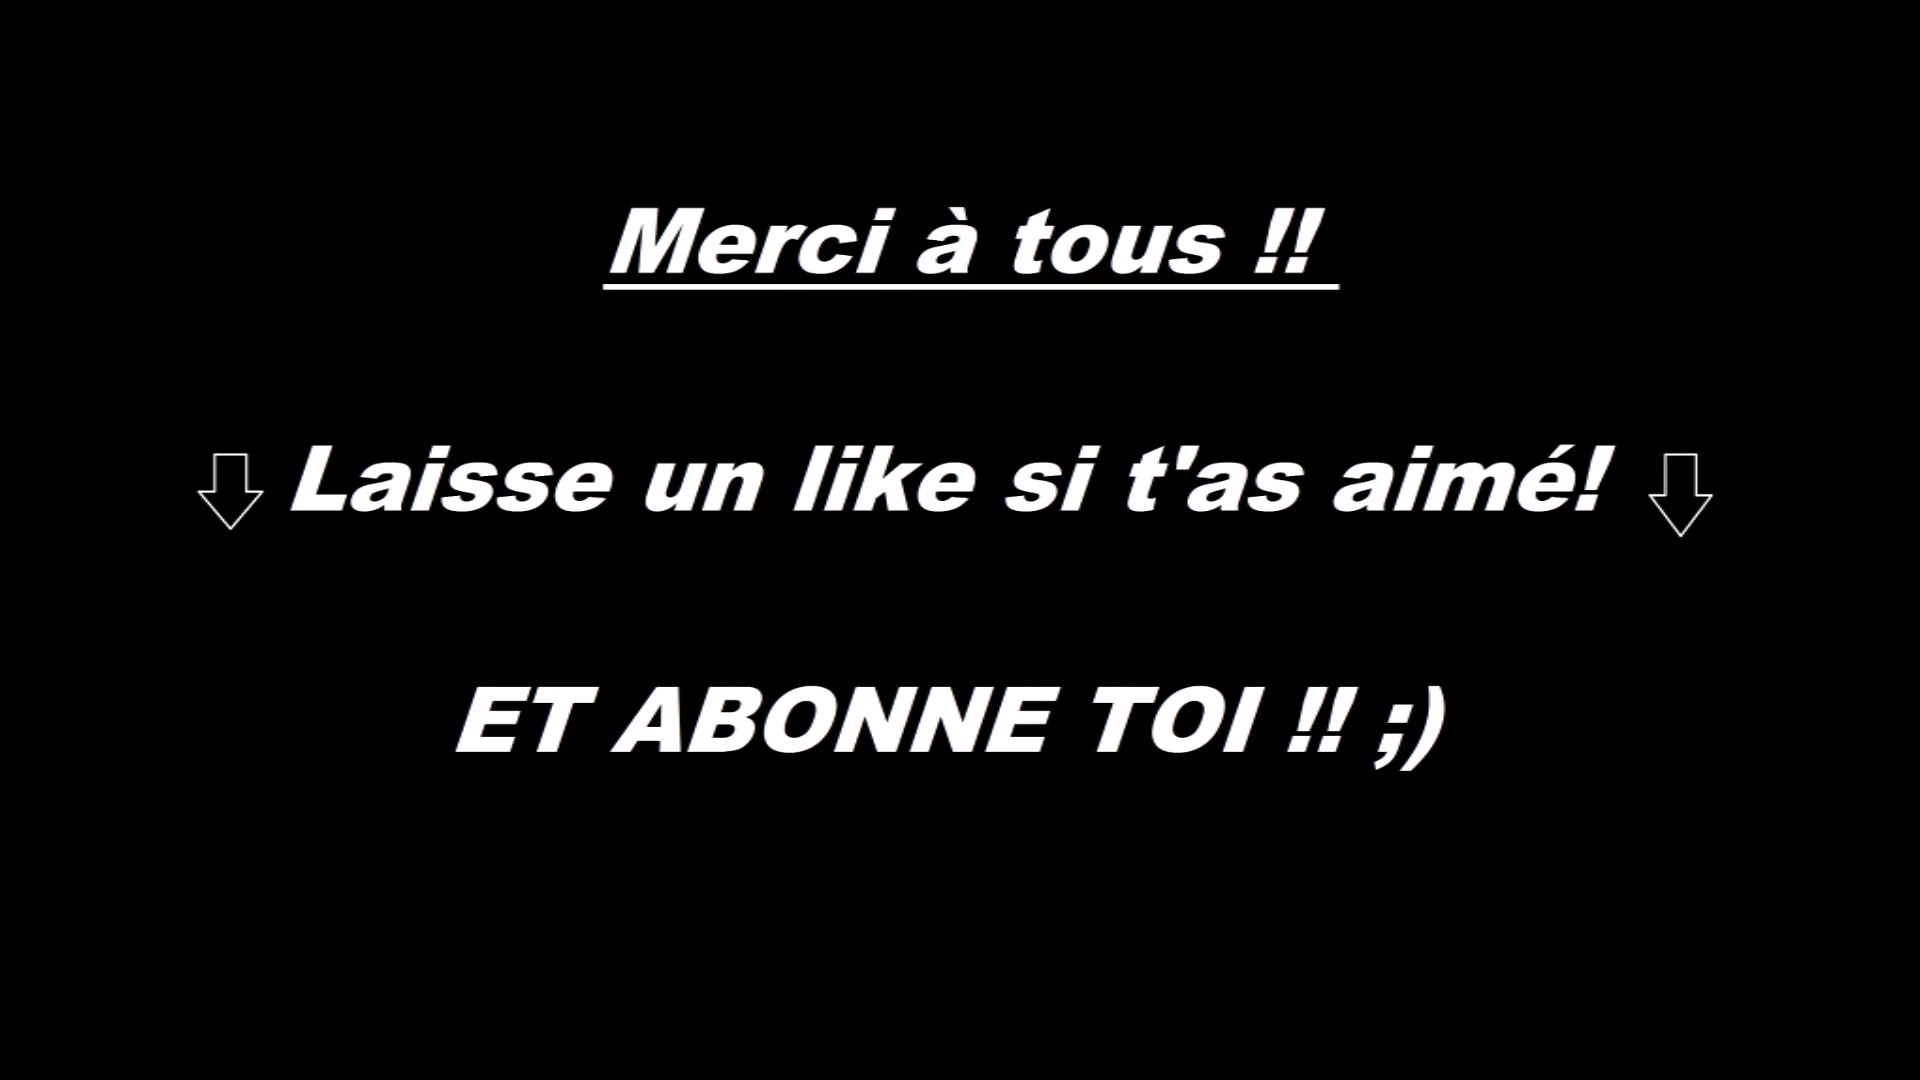 Merci à tous !!
Laisse un like si t'as aimé!
ET ABONNE TOI !! ;)